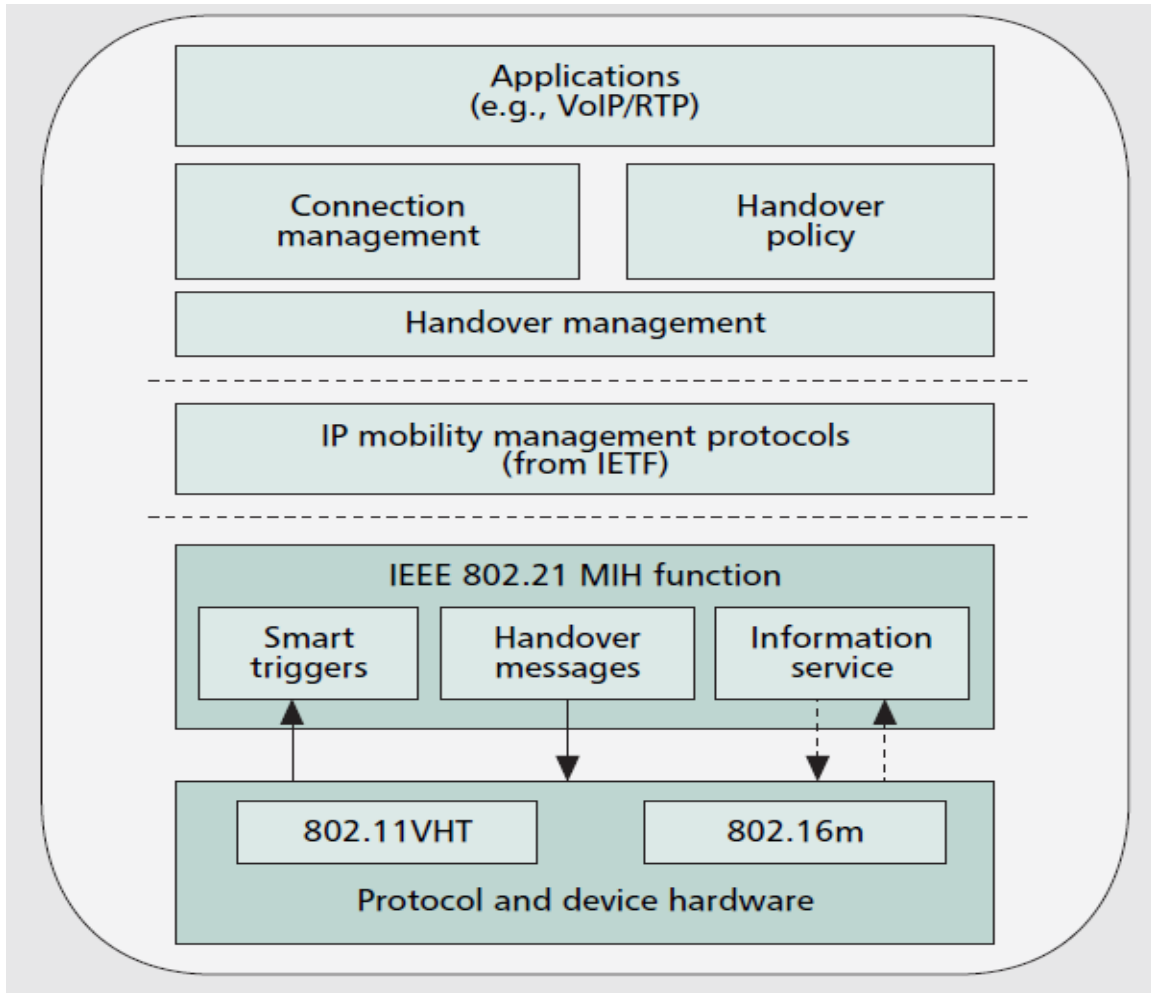 Applications
(e.g., VoIP/RTP)
Connection
management
Handover
policy
Handover management
IP mobility management protocols
(from IETF)
IEEE 802.21 MIH function
Smart
triggers
Handover
messages
Information
service
802.11VHT
802.16m
Protocol and device hardware